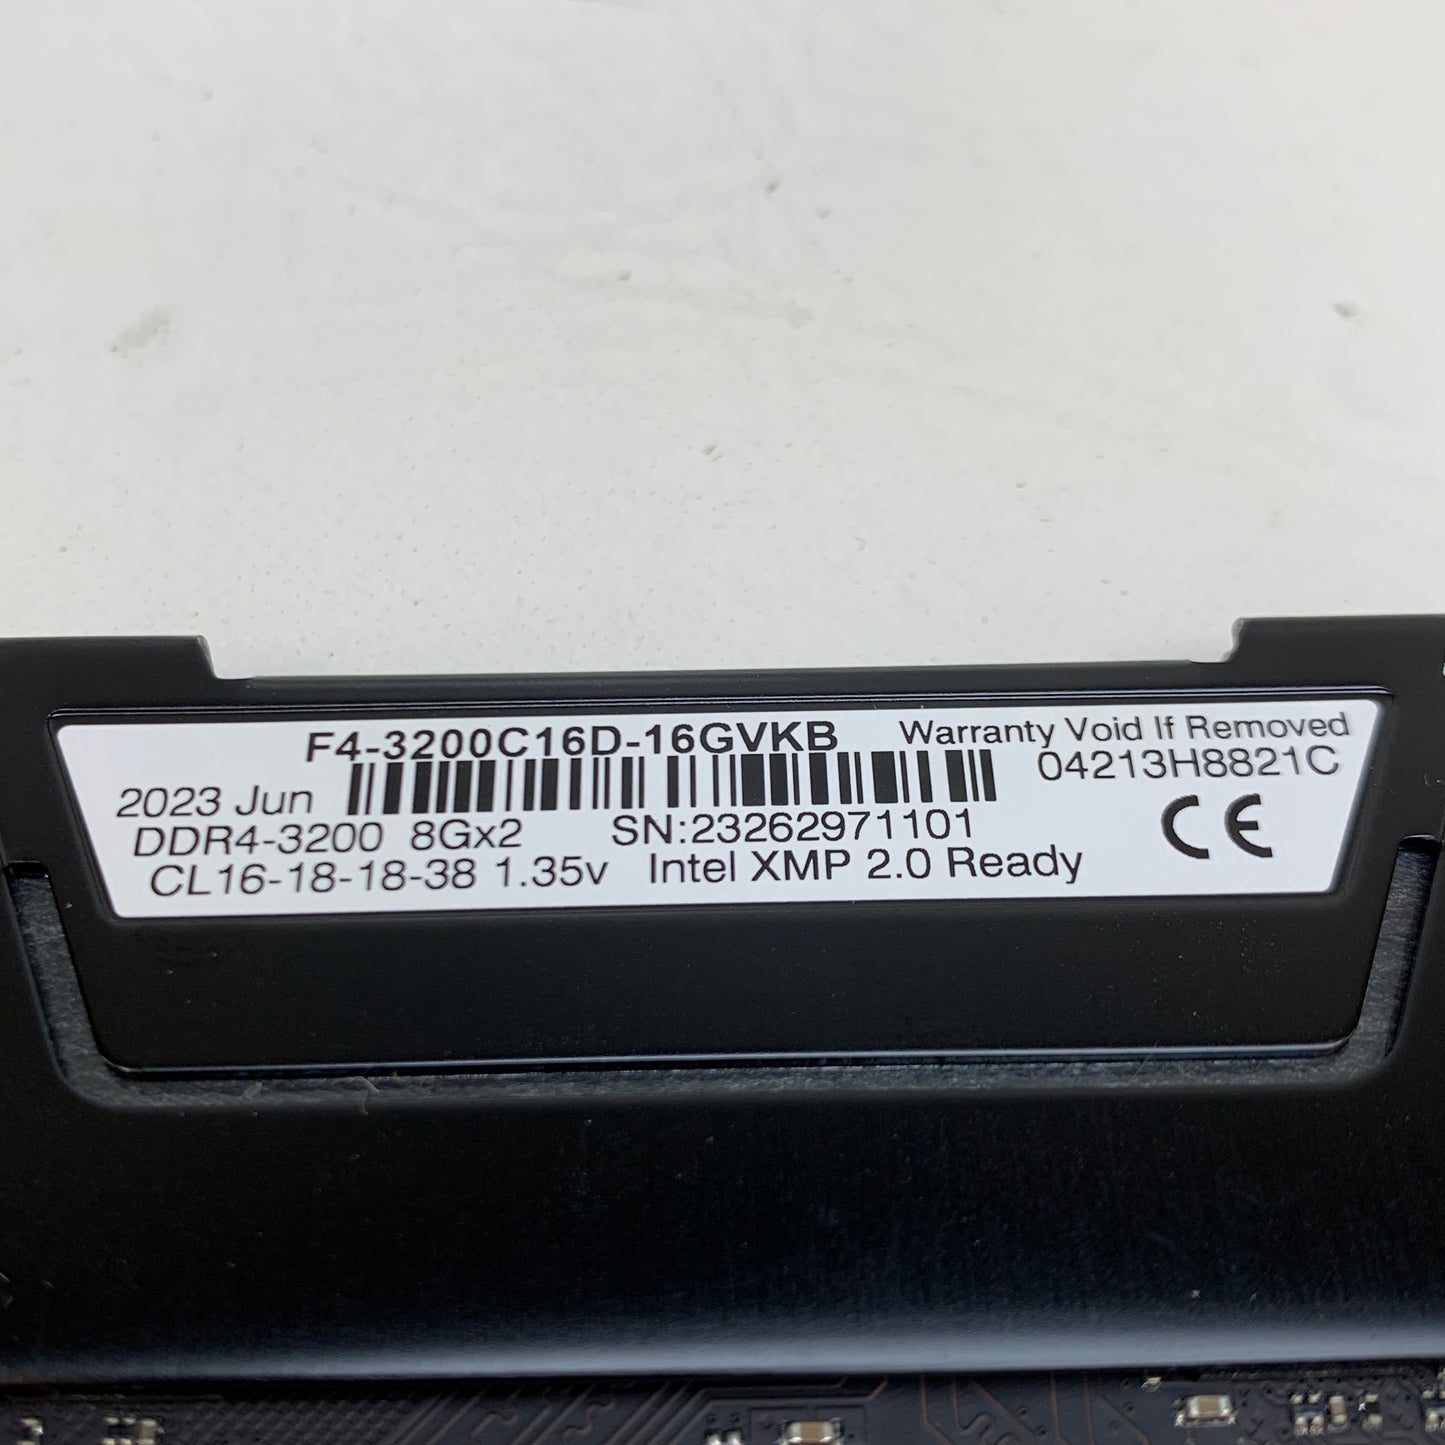 F4-3200C16D-16GVKB Warranty Void If Removed
2023 Jun 04213H8821C
DDR4-3200 8Gx2 SN:23262971101
CL16-18-18-38 1.35v Intel XMP 2.0 Ready
CE